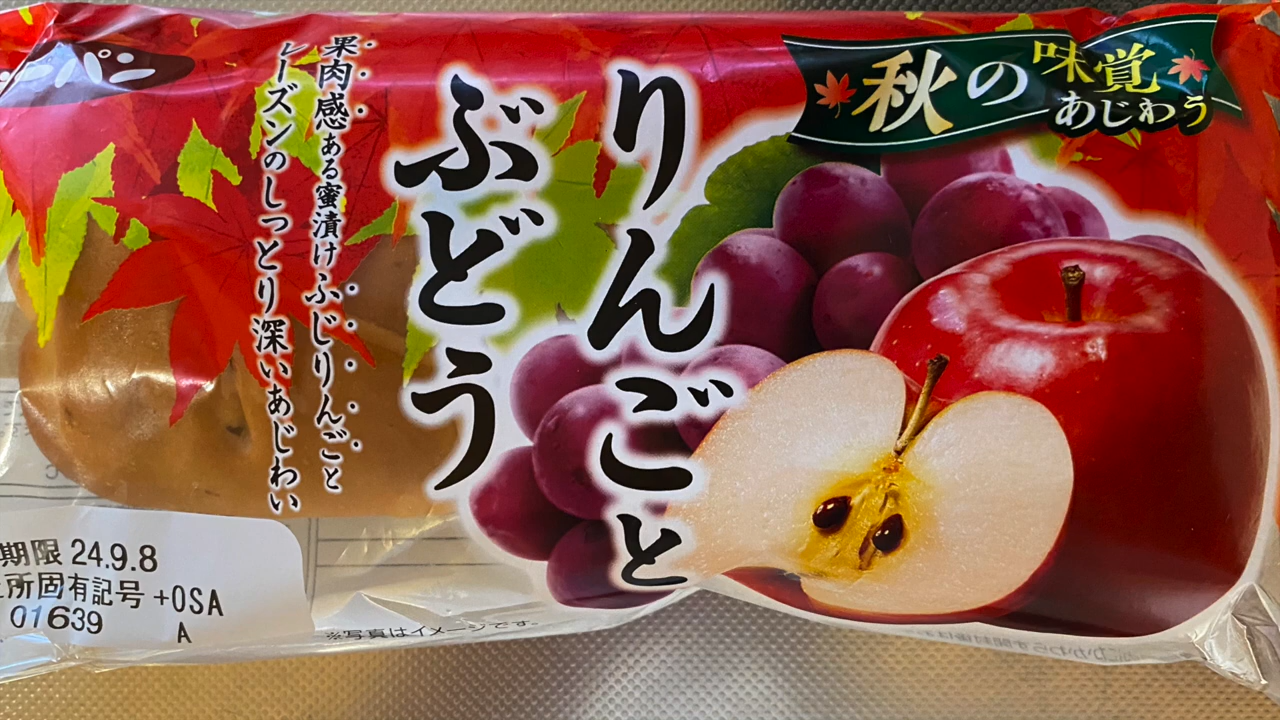 パン
秋の味覚
あじわう
りんごと
ぶどう
果肉感ある蜜漬けふじりんごと
レーズンのしっとり深いあじわい
期限 24.9.8
所固有記号 +OSA
01639 A
※写真はイメージです。